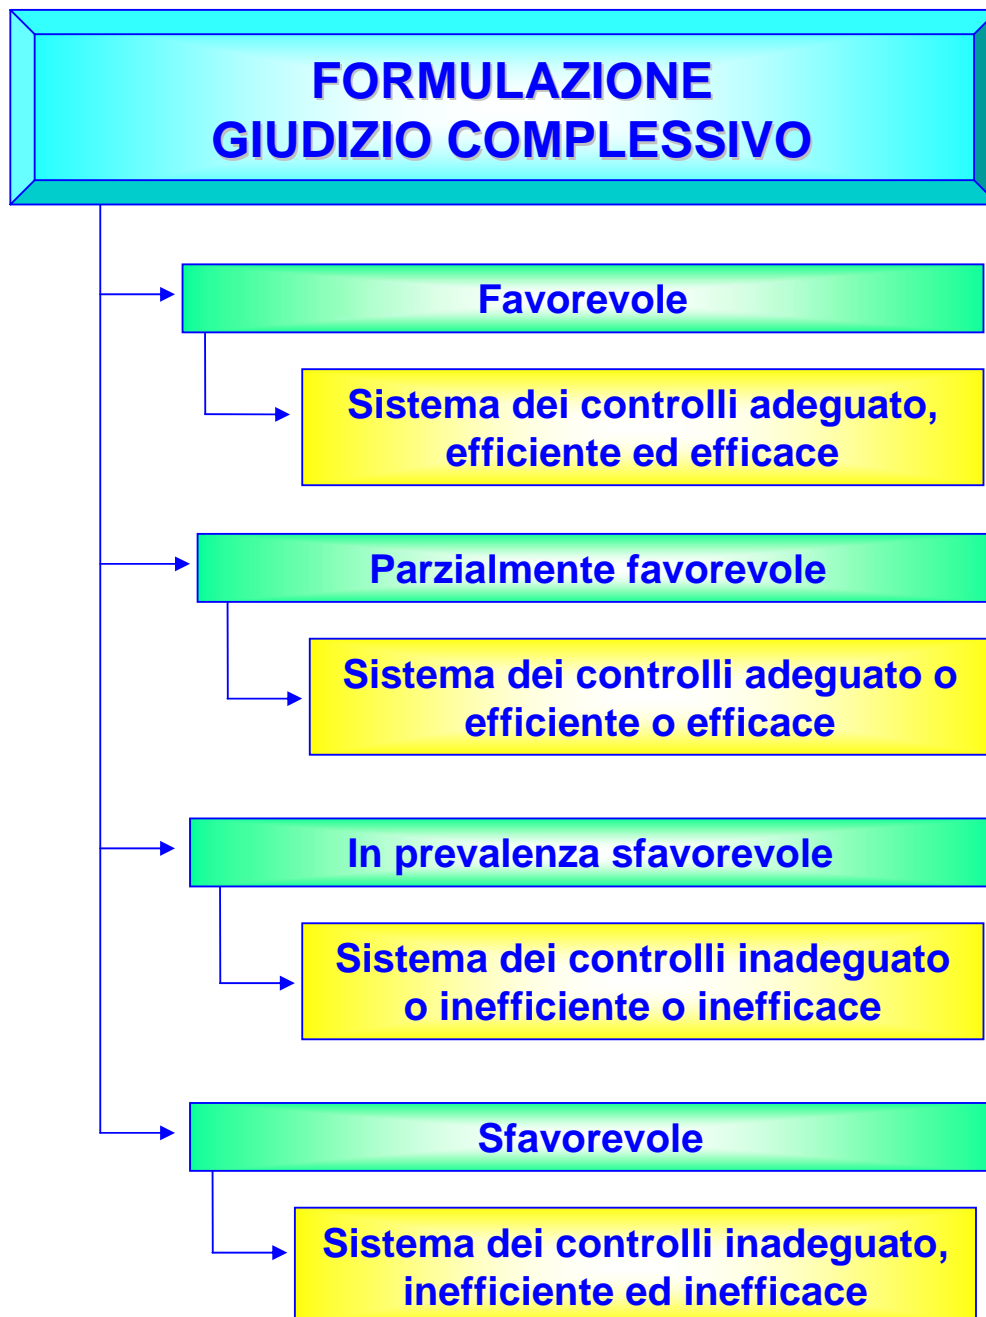 FORMULAZIONE
GIUDIZIO COMPLESSIVO
Favorevole
Sistema dei controlli adeguato,
efficiente ed efficace
Parzialmente favorevole
Sistema dei controlli adeguato o
efficiente o efficace
In prevalenza sfavorevole
Sistema dei controlli inadeguato
o inefficiente o inefficace
Sfavorevole
Sistema dei controlli inadeguato,
inefficiente ed inefficace